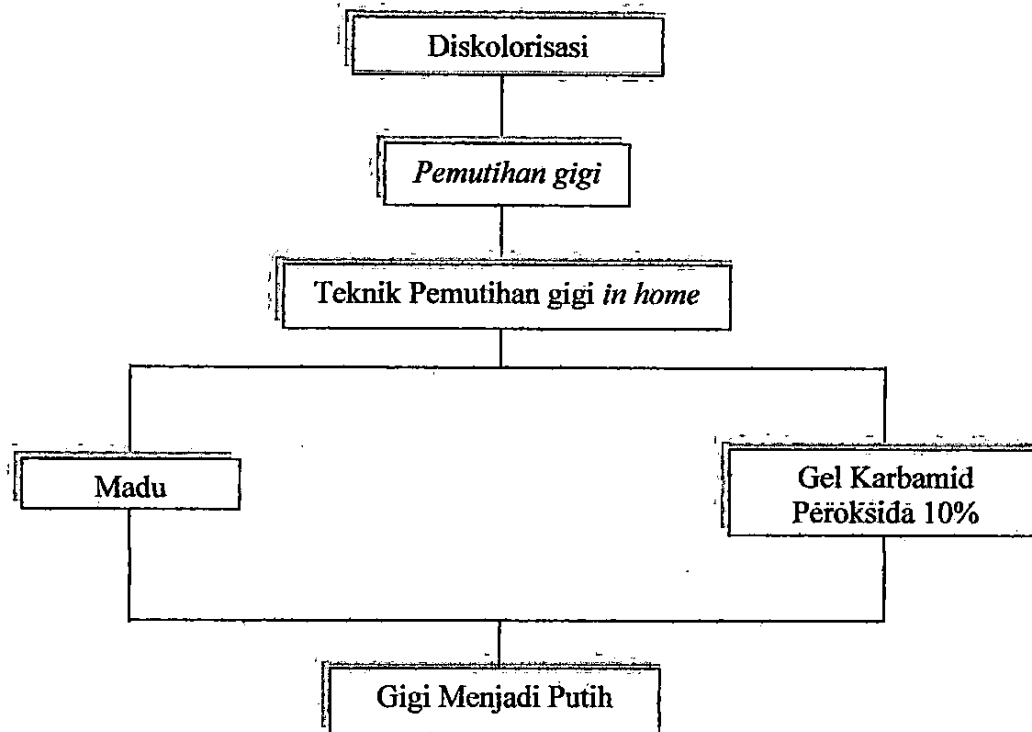 Diskolorisasi
Pemutihan gigi
Teknik Pemutihan gigi in home
Madu
Gel Karbamid
Peroksida 10%
Gigi Menjadi Putih